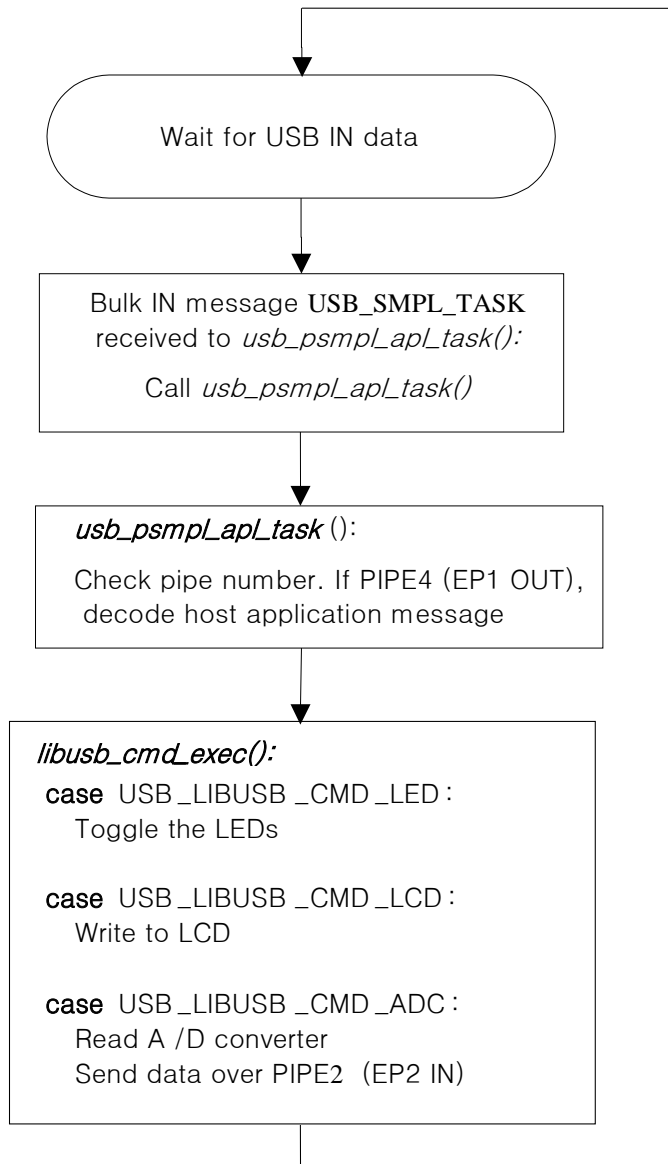 Wait for USB IN data
Bulk IN message USB_SMPL_TASK
received to usb_psmpl_apl_task():
Call usb_psmpl_apl_task()
usb_psmpl_apl_task ():
Check pipe number. If PIPE4 (EP1 OUT),
decode host application message
libusb_cmd_exec():
case USB_LIBUSB_CMD_LED:
Toggle the LEDs
case USB_LIBUSB_CMD_LCD:
Write to LCD
case USB_LIBUSB_CMD_ADC:
Read A /D converter
Send data over PIPE2 (EP2 IN)